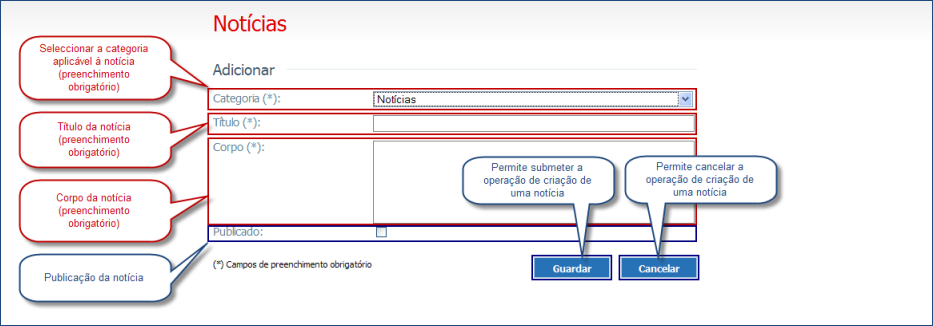 Notícias
Seleccionar a categoria
aplicável á notícia
(preenchimento
obrigatório)
Adicionar
Categoria (*):
Notícias
Título da notícia
(preenchimento
obrigatório)
Título (*):
Corpo (*):
Permite submeter a
operação de criação de
uma notícia
Permite cancelar a
operação de criação de
uma notícia
Corpo da notícia
(preenchimento
obrigatório)
Publicado:
Publicação da notícia
(*) Campos de preenchimento obrigatório
Guardar
Cancelar